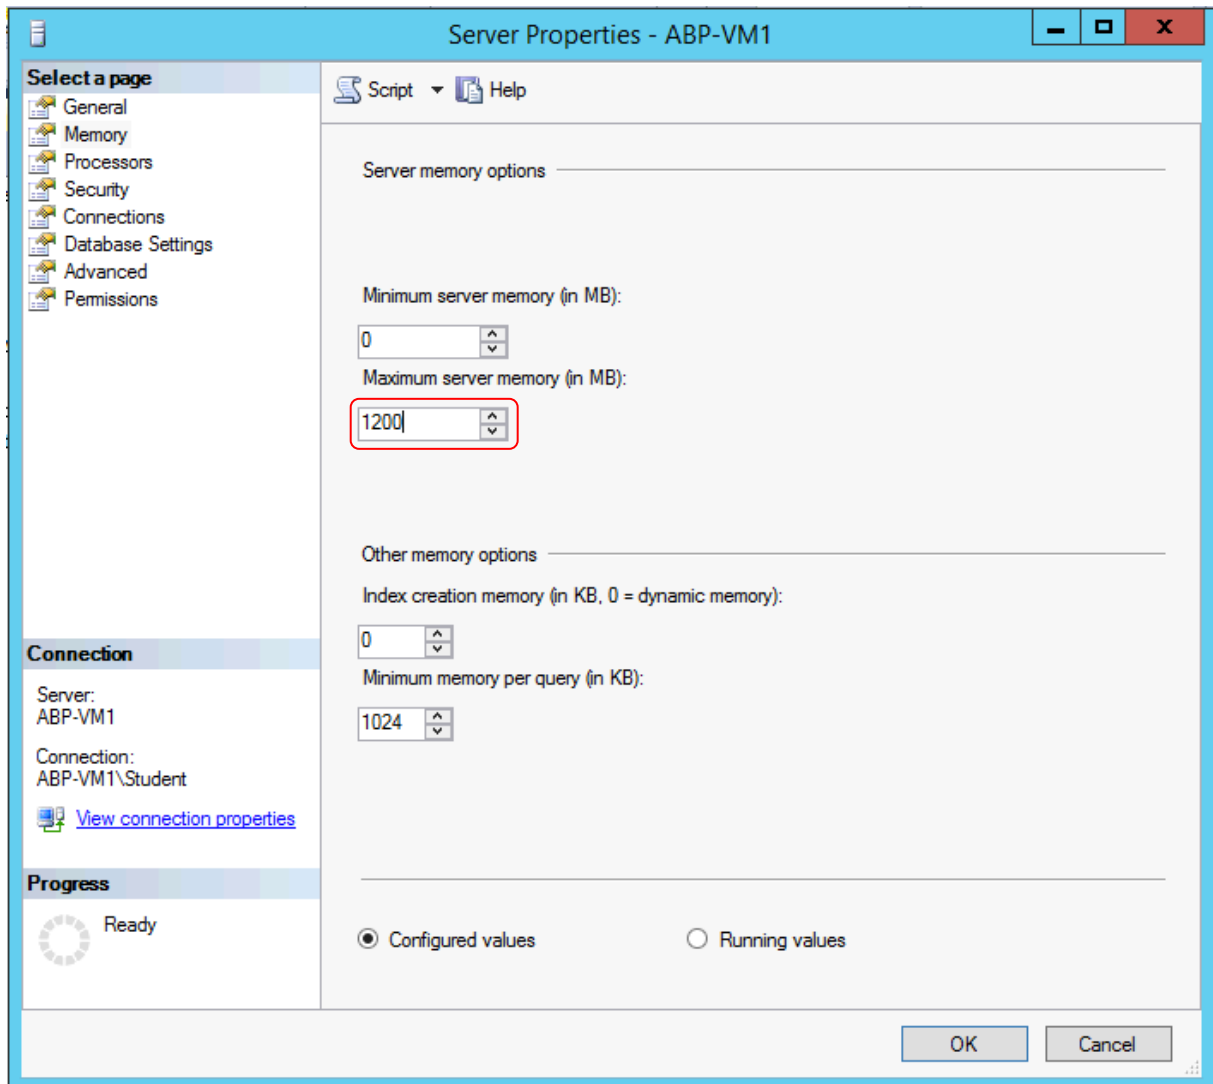 Server Properties - ABP-VM1
Select a page
General
Memory
Processors
Security
Connections
Database Settings
Advanced
Permissions
Connection
Server:
ABP-VM1
Connection:
ABP-VM1\Student
View connection properties
Progress
Ready
Script Help
Server memory options
Minimum server memory (in MB):
0
Maximum server memory (in MB):
1200
Other memory options
Index creation memory (in KB, 0 = dynamic memory):
0
Minimum memory per query (in KB):
1024
Configured values Running values
OK Cancel